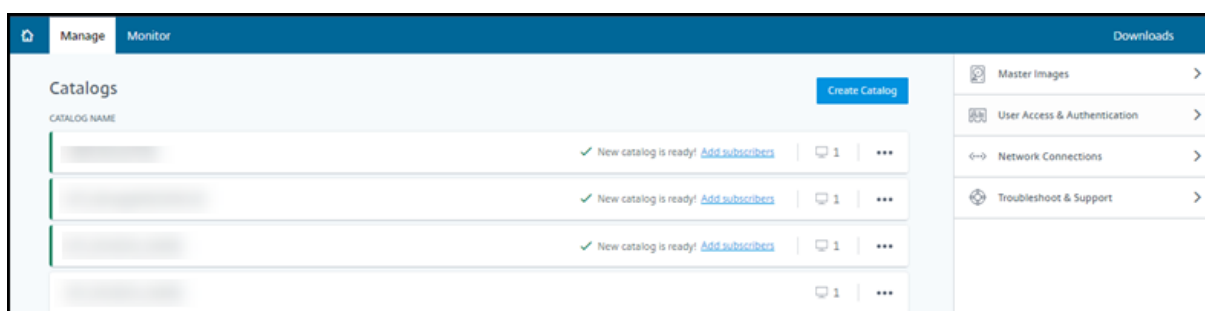 Manage Monitor Downloads
Catalogs
Create Catalog
CATALOG NAME
New catalog is ready! Add subscribers 1
New catalog is ready! Add subscribers 1
New catalog is ready! Add subscribers 1
1
Master Images
User Access & Authentication
Network Connections
Troubleshoot & Support